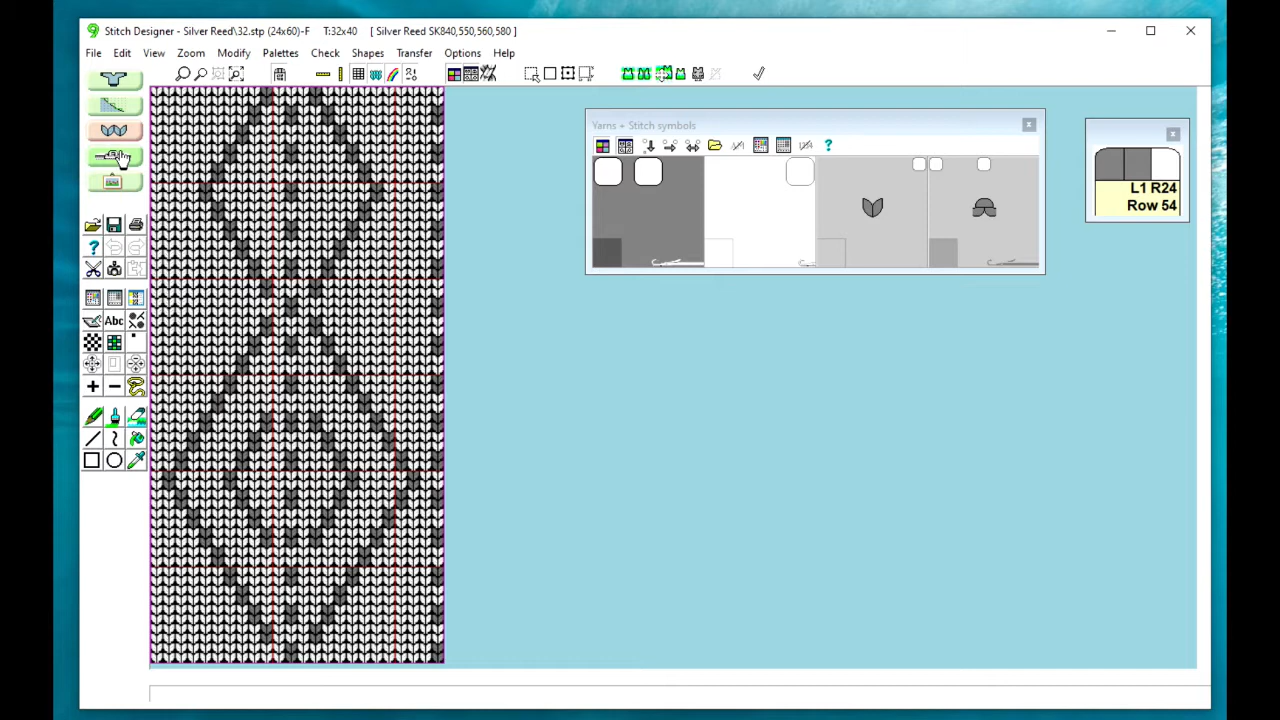 Stitch Designer - Silver Reed\32.stp (24x60)-F T:32x40 [ Silver Reed SK840,550,560,580 ]
File Edit View Zoom Modify Palettes Check Shapes Transfer Options Help
Yarns + Stitch symbols
L1 R24
Row 54
Abc